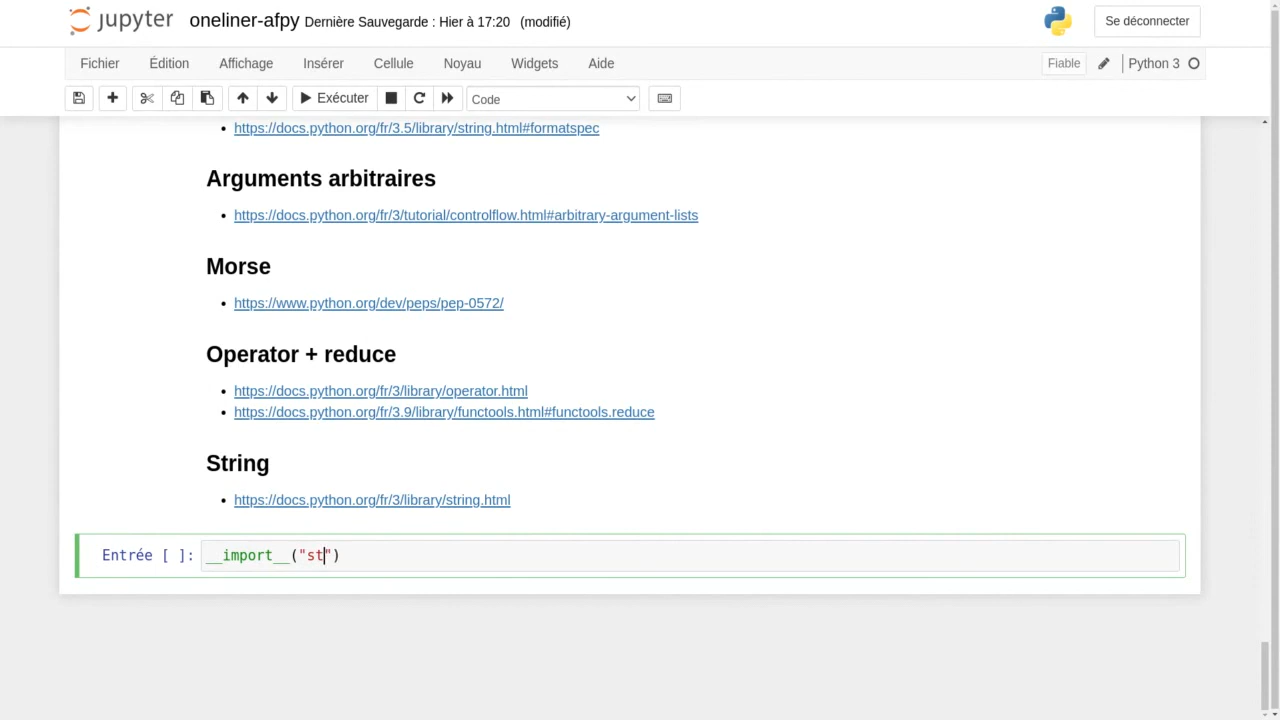 jupyter oneliner-afpy Dernière Sauvegarde : Hier à 17:20 (modifié) Se déconnecter
Fichier Édition Affichage Insérer Cellule Noyau Widgets Aide Fiable Python 3
Exécuter Code
https://docs.python.org/fr/3.5/library/string.html#formatspec
Arguments arbitraires
https://docs.python.org/fr/3/tutorial/controlflow.html#arbitrary-argument-lists
Morse
https://www.python.org/dev/peps/pep-0572/
Operator + reduce
https://docs.python.org/fr/3/library/operator.html
https://docs.python.org/fr/3.9/library/functools.html#functools.reduce
String
https://docs.python.org/fr/3/library/string.html
Entrée [ ]: __import__("st")